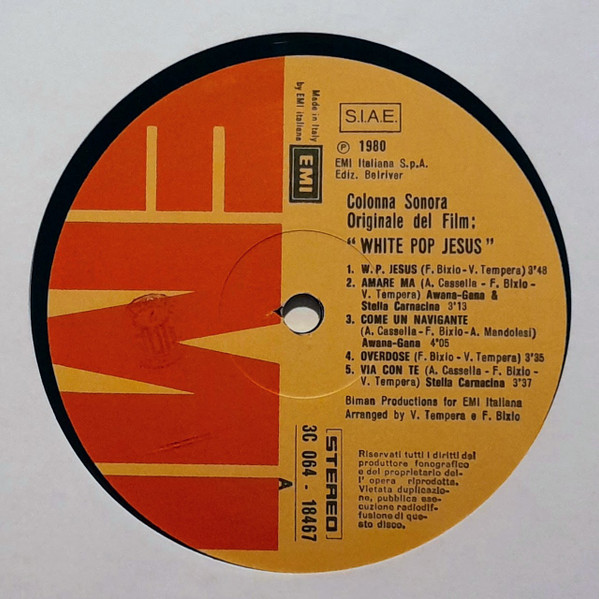 S.I.A.E.
℗ 1980
EMI Italiana S.p.A.
Ediz. Belriver
Made in Italy
by EMI italiana
EMI
Colonna Sonora
Originale del Film:
“WHITE POP JESUS”
1. W.P. JESUS (F. Bixio-V. Tempera) 3'48
2. AMARE MA (A. Cassella - F. Bixio -
V. Tempera) Awana-Gana &
Stella Carnacina 3'13
3. COME UN NAVIGANTE
(A. Cassella-F. Bixio-A. Mandolesi)
Awana-Gana 4'05
4. OVERDOSE (F. Bixio - V. Tempera) 3'35
5. VIA CON TE (A. Cassella - F. Bixio -
V. Tempera) Stella Carnacina 3'37
Biman Productions for EMI Italiana
Arranged by V. Tempera e F. Bixio
STEREO
3C 064 - 18467
A
Riservati tutti i diritti del
produttore fonografico
e del proprietario del-
l' opera riprodotta.
Vietata duplicazio-
ne, pubblica ese-
cuzione radiodif-
fusione di que-
sto disco.
EMI